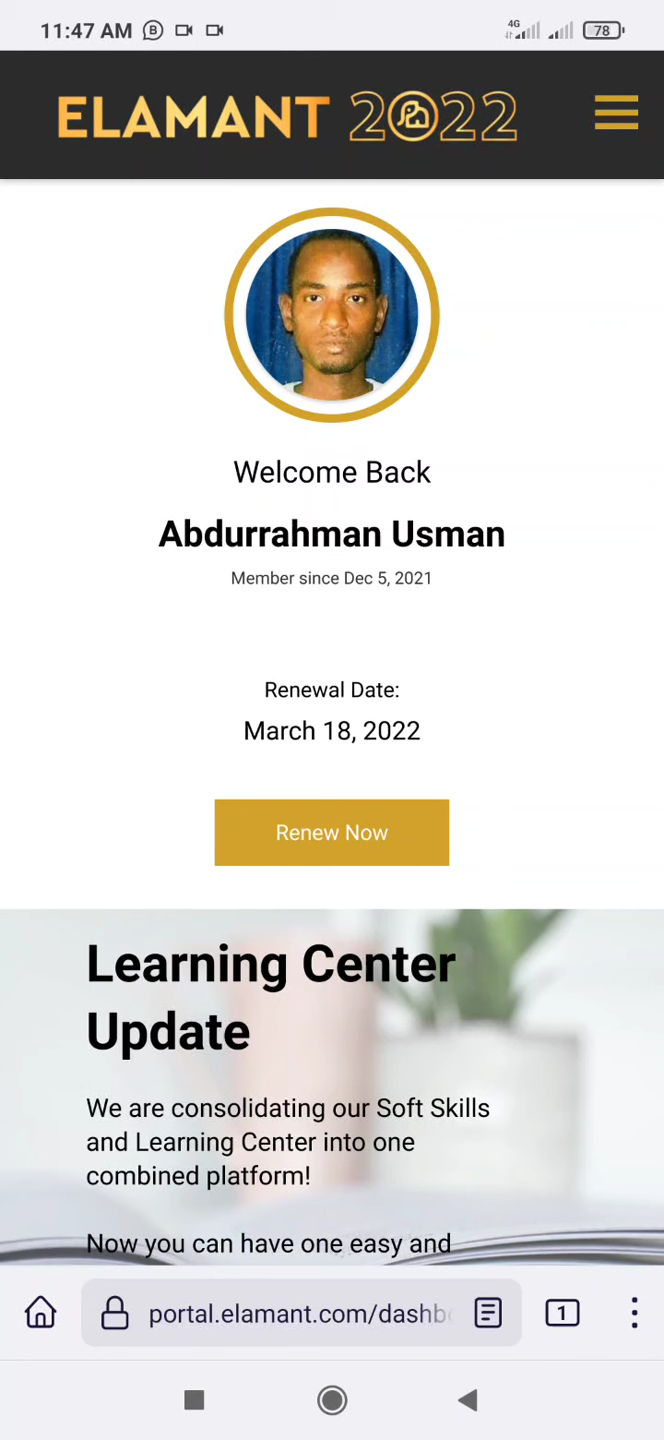 11:47 AM
4G
78
ELAMANT 2022
Welcome Back
Abdurrahman Usman
Member since Dec 5, 2021
Renewal Date:
March 18, 2022
Renew Now
Learning Center
Update
We are consolidating our Soft Skills
and Learning Center into one
combined platform!
Now you can have one easy and
portal.elamant.com/dashb
1